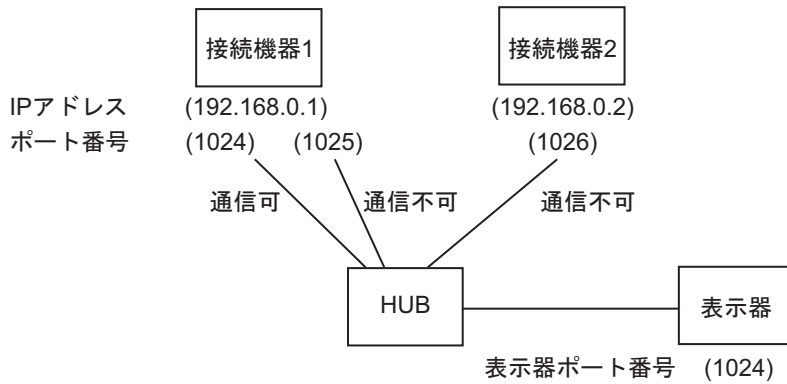 接続機器1 接続機器2
IPアドレス (192.168.0.1) (192.168.0.2)
ポート番号 (1024) (1025) (1026)
通信可 通信不可 通信不可
HUB 表示器
表示器ポート番号 (1024)